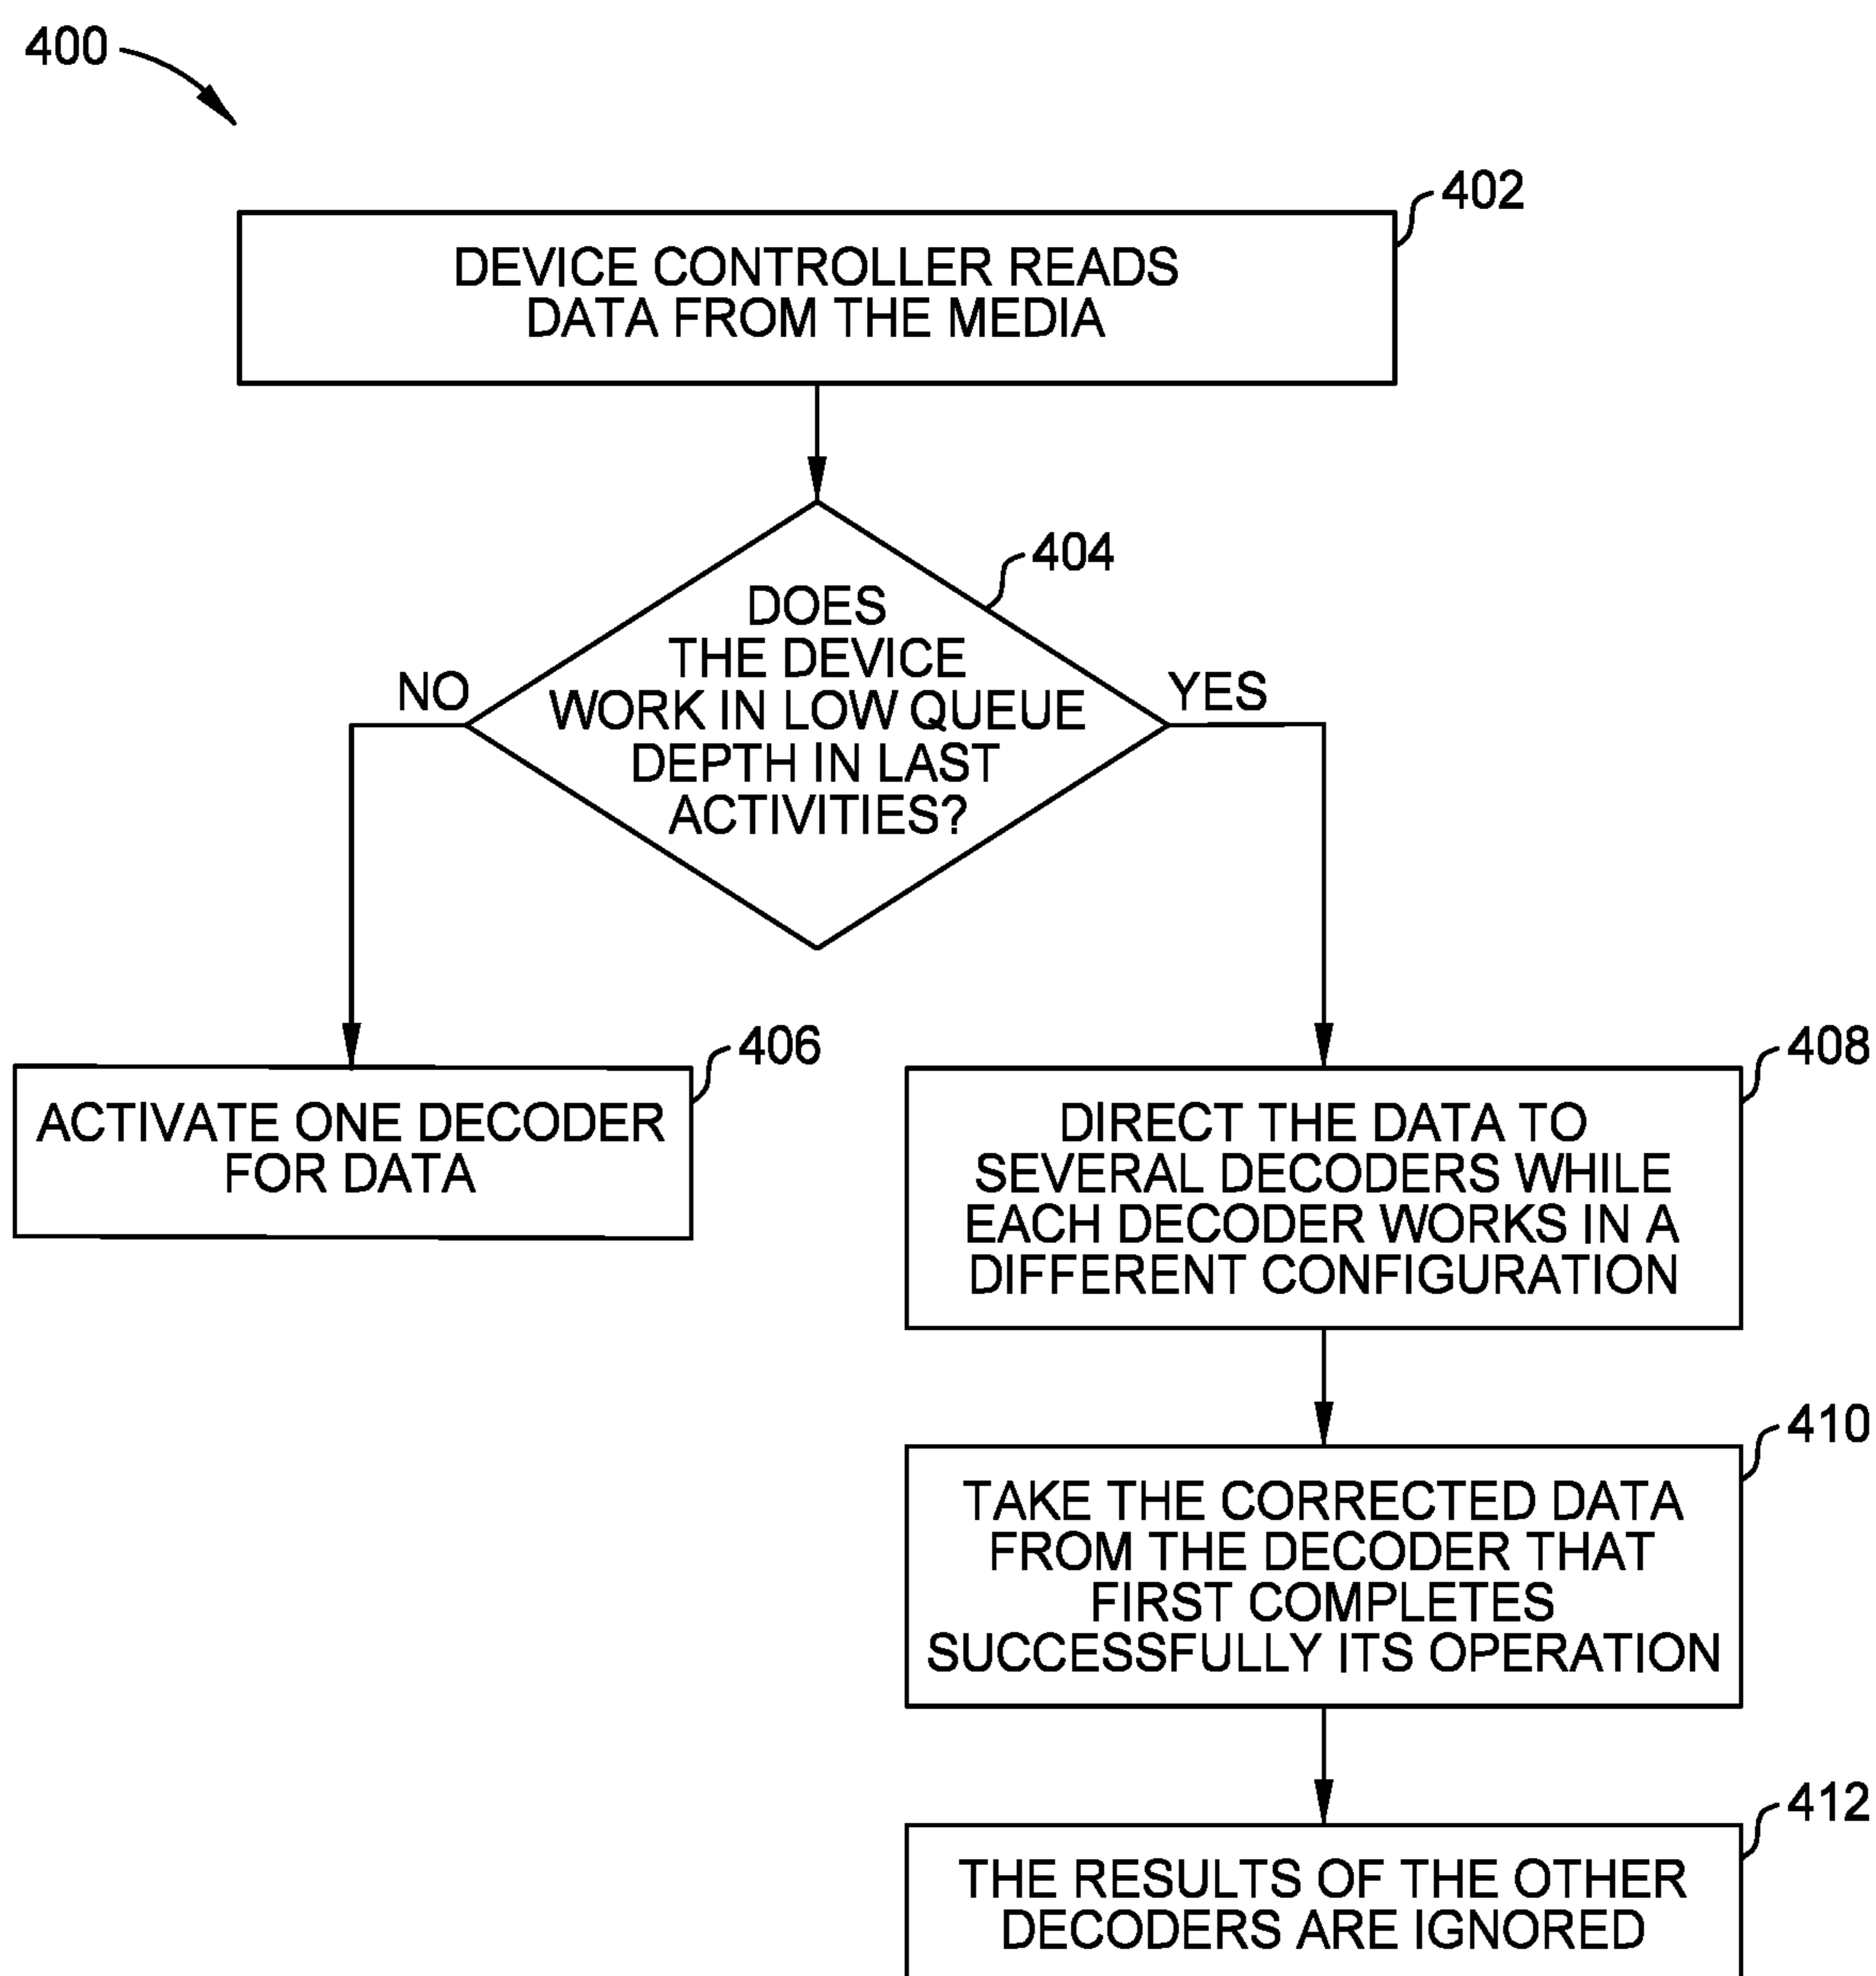 400
402
DEVICE CONTROLLER READS
DATA FROM THE MEDIA
404
DOES
THE DEVICE
WORK IN LOW QUEUE
DEPTH IN LAST
ACTIVITIES?
NO
YES
406
ACTIVATE ONE DECODER
FOR DATA
408
DIRECT THE DATA TO
SEVERAL DECODERS WHILE
EACH DECODER WORKS IN A
DIFFERENT CONFIGURATION
410
TAKE THE CORRECTED DATA
FROM THE DECODER THAT
FIRST COMPLETES
SUCCESSFULLY ITS OPERATION
412
THE RESULTS OF THE OTHER
DECODERS ARE IGNORED